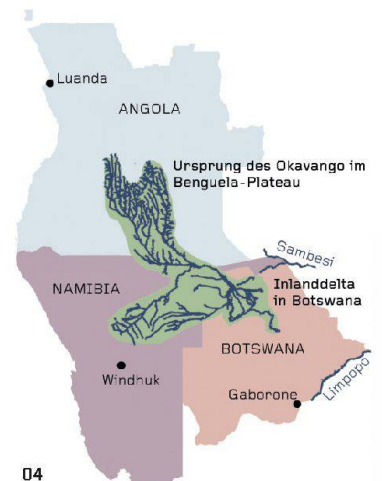 Luanda
ANGOLA
Ursprung des Okavango im
Benguela-Plateau
Sambesi
NAMIBIA
Inlanddelta
in Botswana
BOTSWANA
Windhuk
Limpopo
Gaborone
04